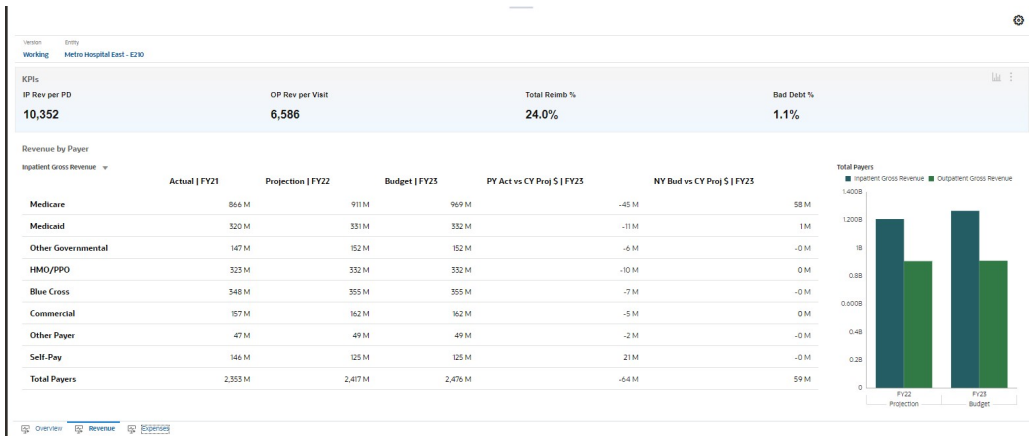 Version Entity
Working Metro Hospital East - E210
KPIs
IP Rev per PD OP Rev per Visit Total Reimb % Bad Debt %
10,352 6,586 24.0% 1.1%
Revenue by Payer
Inpatient Gross Revenue
Actual | FY21 Projection | FY22 Budget | FY23 PY Act vs CY Proj $ | FY23 NY Bud vs CY Proj $ | FY23
Medicare 866 M 911 M 969 M -45 M 58 M
Medicaid 320 M 331 M 332 M -11 M 1 M
Other Governmental 147 M 152 M 152 M -6 M -0 M
HMO/PPO 323 M 332 M 332 M -10 M 0 M
Blue Cross 348 M 355 M 355 M -7 M -0 M
Commercial 157 M 162 M 162 M -5 M 0 M
Other Payer 47 M 49 M 49 M -2 M -0 M
Self-Pay 146 M 125 M 125 M 21 M -0 M
Total Payers 2,353 M 2,417 M 2,476 M -64 M 59 M
Total Payers
Inpatient Gross Revenue Outpatient Gross Revenue
1.400B
1.200B
1B
0.8B
0.600B
0.4B
0.2B
0
FY22 FY23
Projection Budget
Overview Revenue Expenses